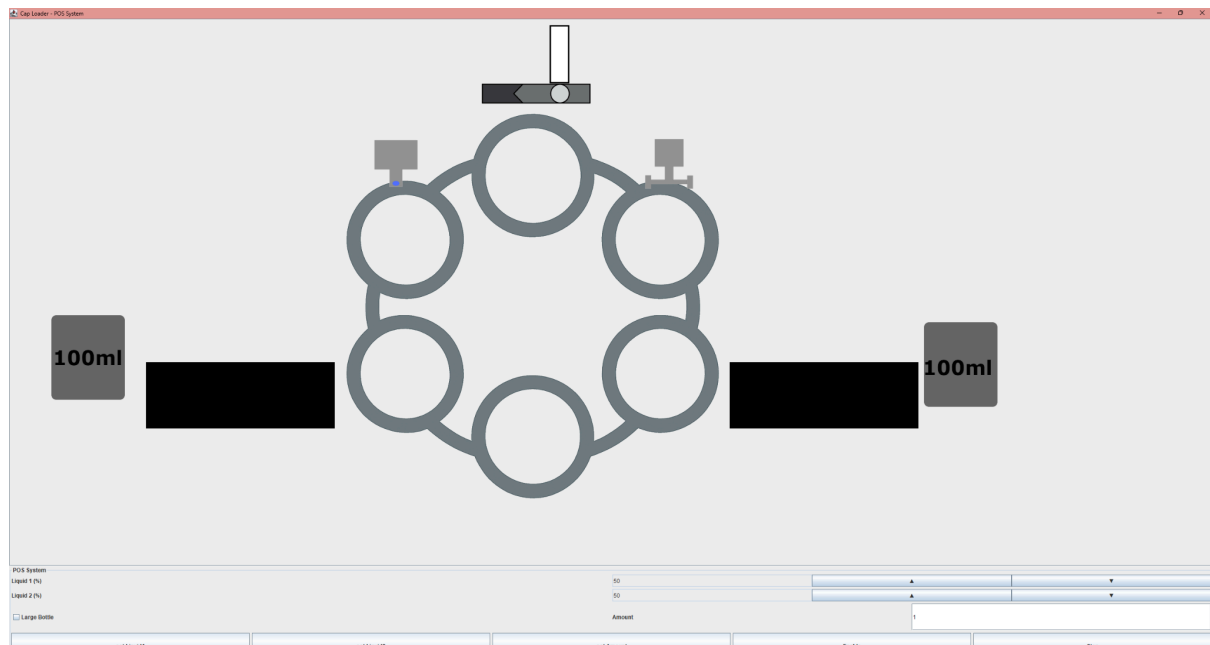 Cap Loader - POS System
100ml
100ml
POS System
Liquid 1 (%)
50
▲
▼
Liquid 2 (%)
50
▲
▼
Large Bottle
Amount
1